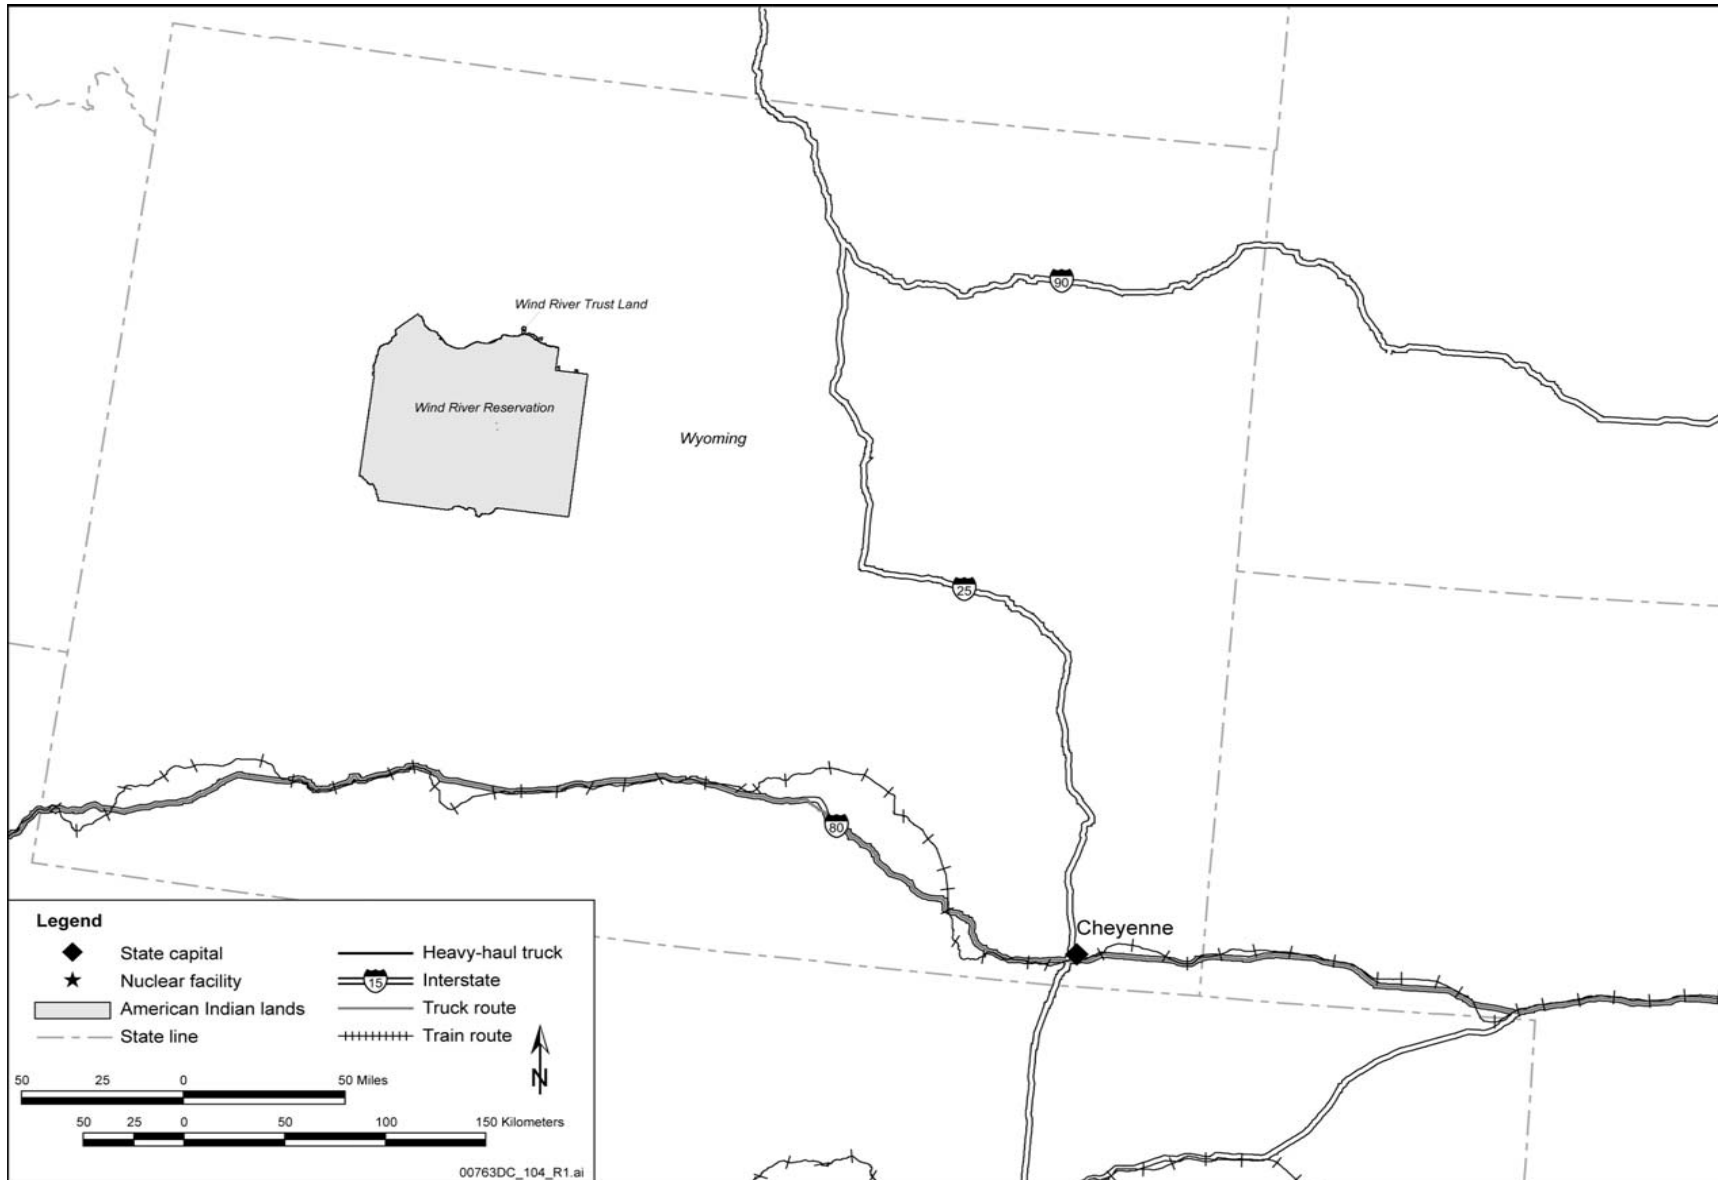 90
Wind River Trust Land
Wind River Reservation
Wyoming
25
80
Cheyenne
Legend
State capital
Nuclear facility
American Indian lands
State line
Heavy-haul truck
15
Interstate
Truck route
Train route
N
50 25 0 50 Miles
50 25 0 50 100 150 Kilometers
00763DC_104_R1.ai